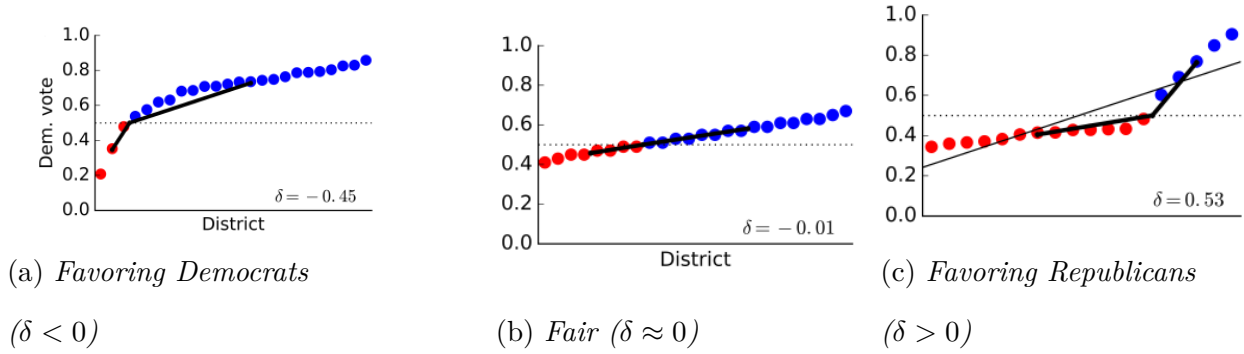 1.0
0.8
0.6
0.4
0.2
0.0
Dem. vote
District
δ = −0.45
(a) Favoring Democrats
(δ < 0)
1.0
0.8
0.6
0.4
0.2
0.0
District
δ = −0.01
(b) Fair (δ ≈ 0)
1.0
0.8
0.6
0.4
0.2
0.0
δ = 0.53
(c) Favoring Republicans
(δ > 0)